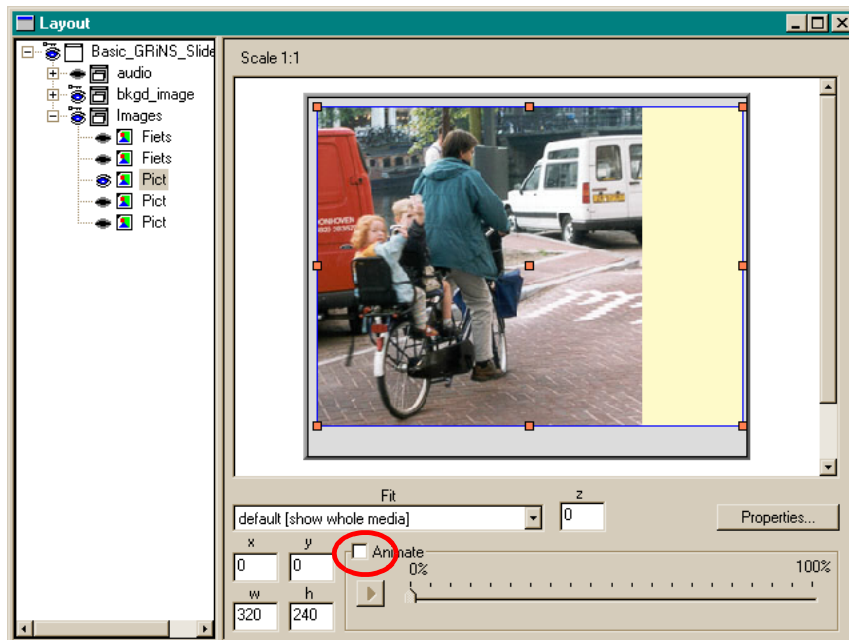 Layout
Basic_GRiNS_Slide
audio
bkgd_image
Images
Fiets
Fiets
Pict
Pict
Pict
Scale 1:1
Fit
z
default [show whole media]
0
Properties...
x y
0 0
w h
320 240
Animate
0% 100%